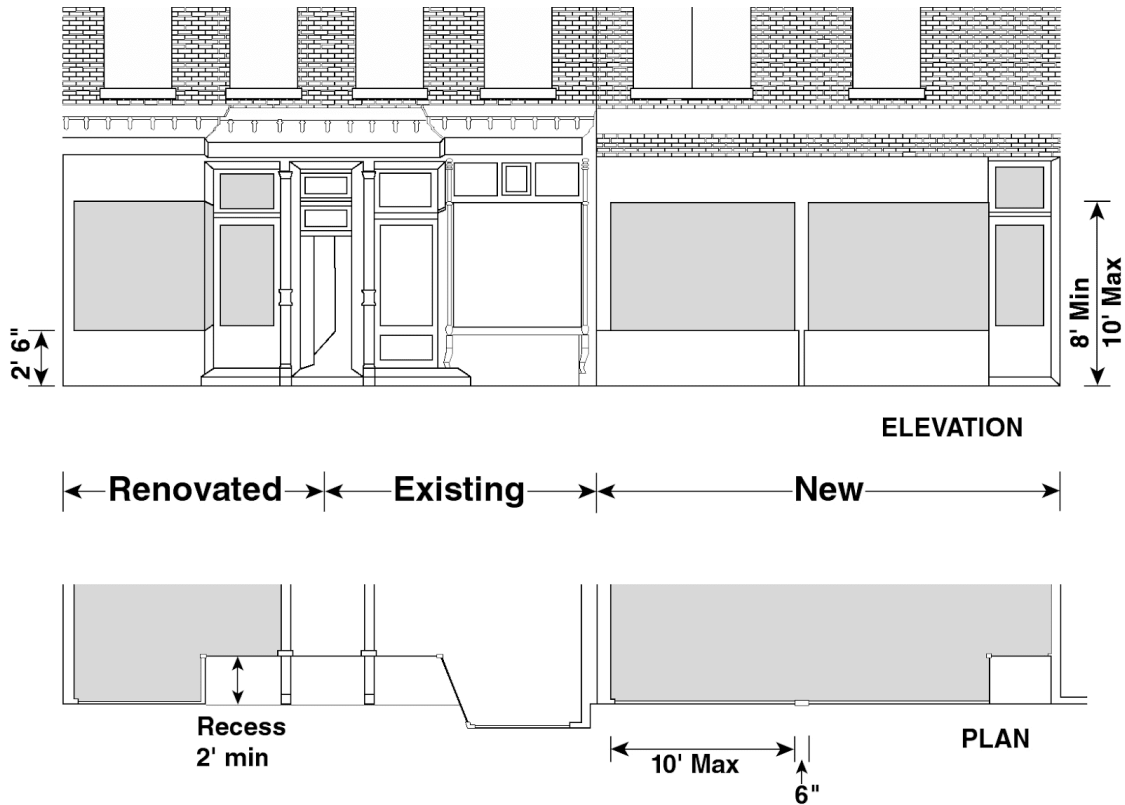 2' 6"
8' Min
10' Max
ELEVATION
Renovated
Existing
New
Recess
2' min
10' Max
6"
PLAN